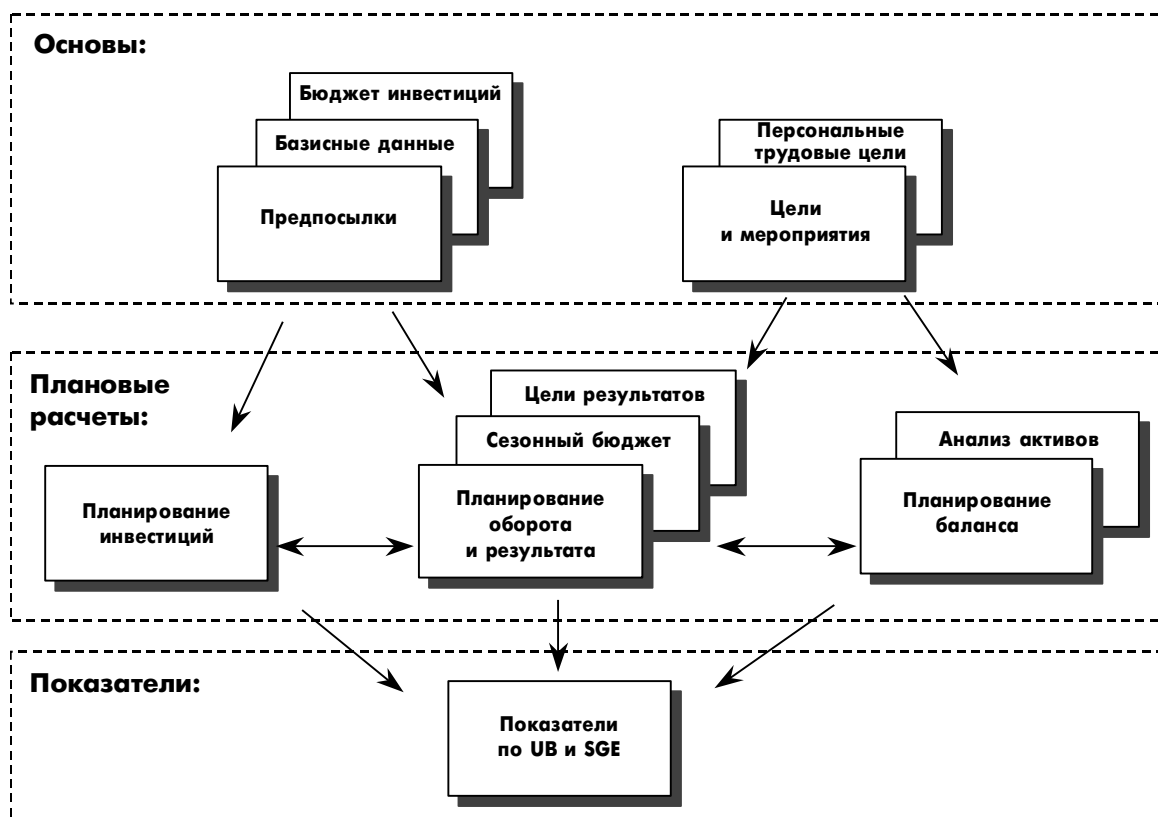 Основы:
Бюджет инвестиций
Базисные данные
Предпосылки
Персональные
трудовые цели
Цели
и мероприятия
Плановые
расчеты:
Цели результатов
Сезонный бюджет
Планирование
оборота
и результата
Анализ активов
Планирование
баланса
Планирование
инвестиций
Показатели:
Показатели
по UB и SGE